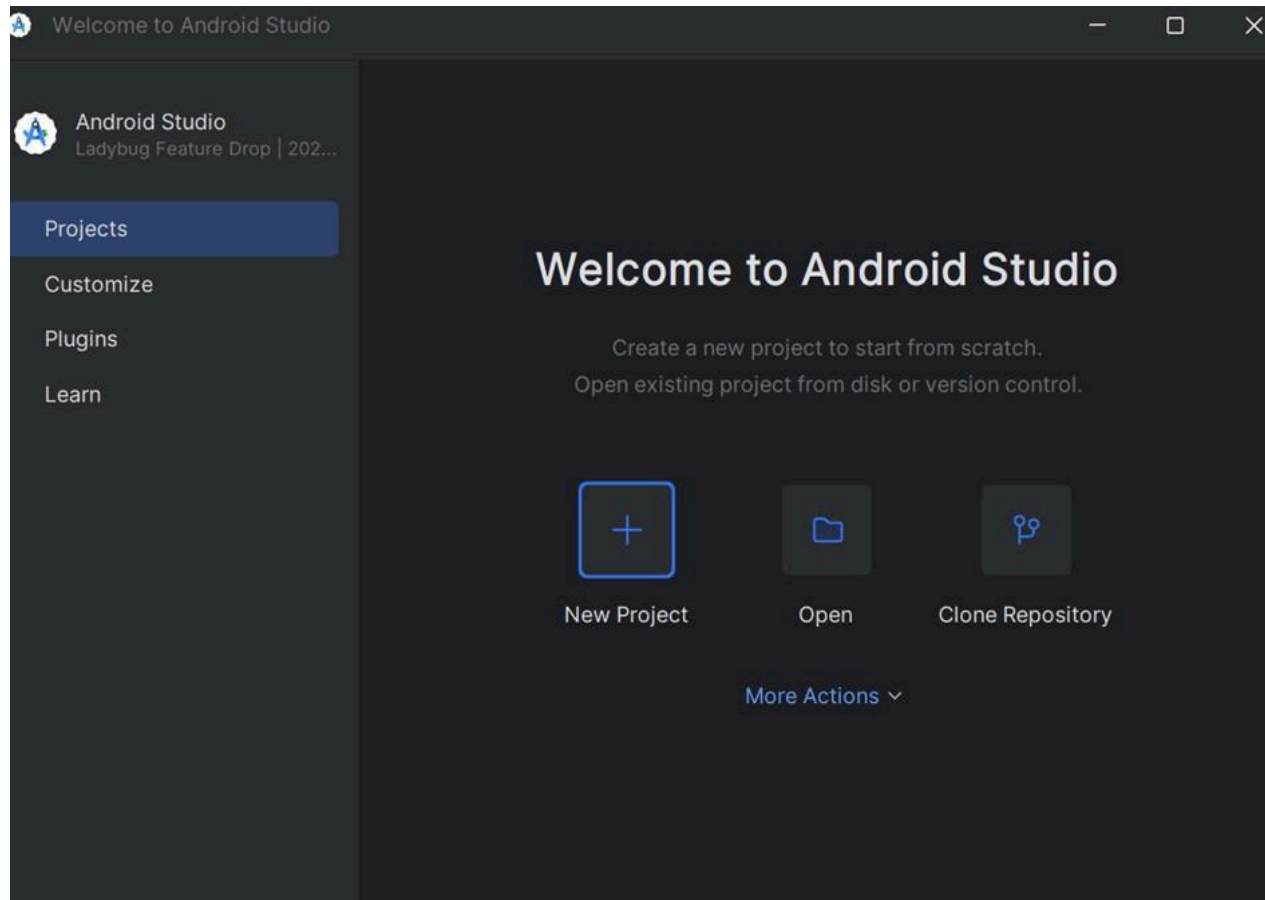 Welcome to Android Studio
Android Studio
Ladybug Feature Drop | 202...
Projects
Customize
Plugins
Learn
Welcome to Android Studio
Create a new project to start from scratch.
Open existing project from disk or version control.
New Project
Open
Clone Repository
More Actions